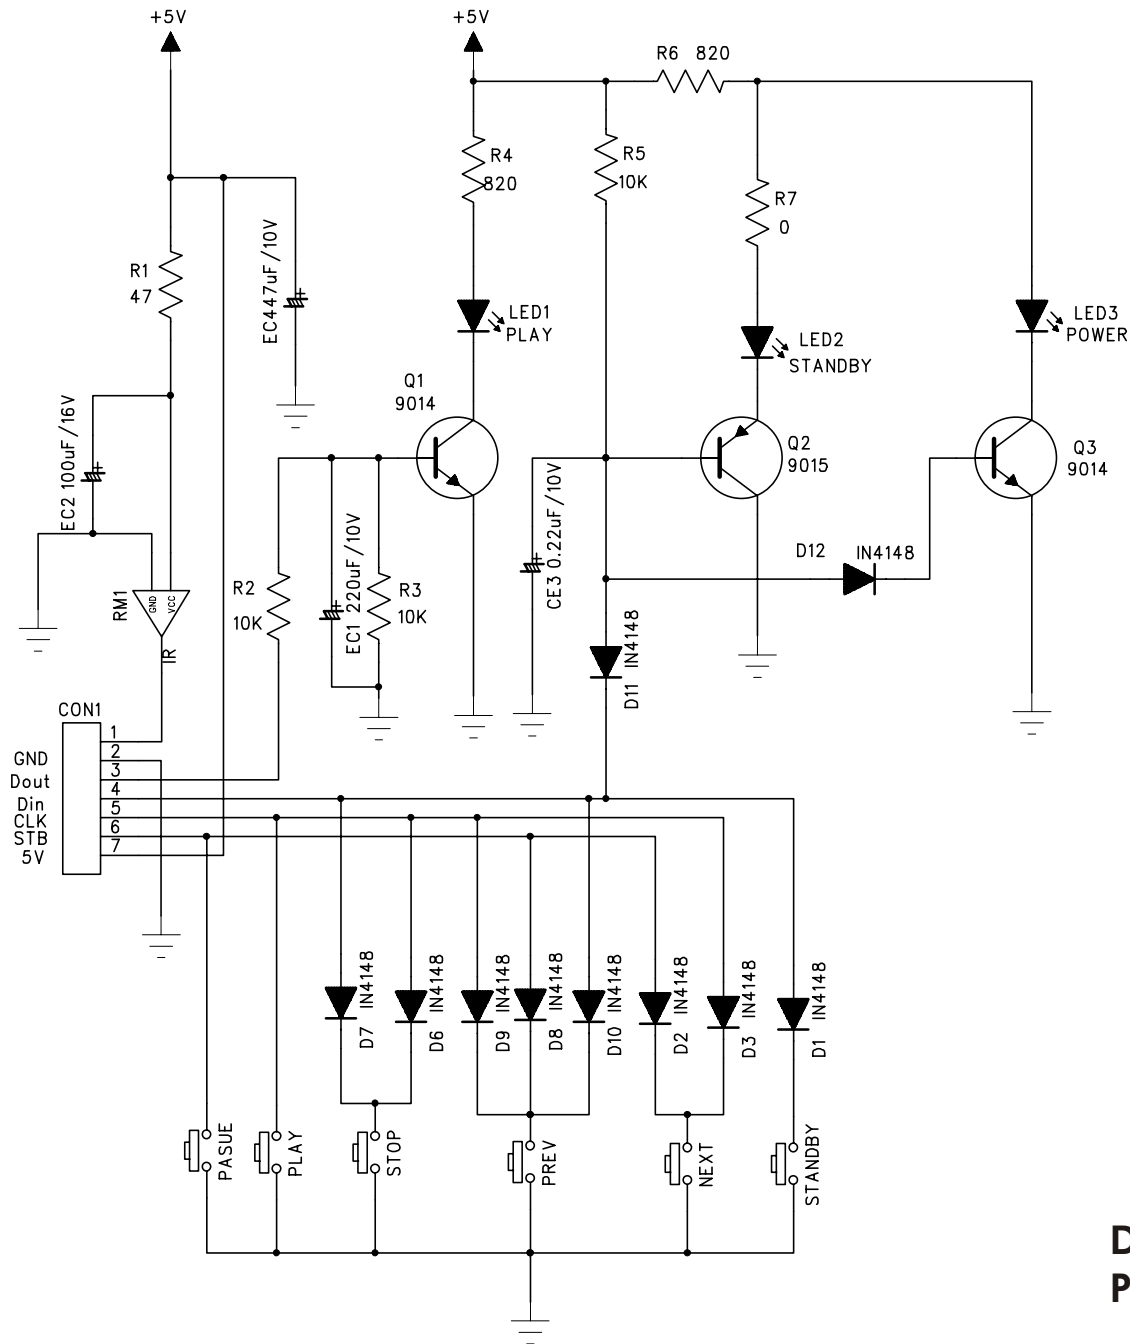 +5V
+5V
R6 820
R4
820
R5
10K
R7
0
R1
47
EC447uF/10V
LED1
PLAY
LED2
STANDBY
LED3
POWER
Q1
9014
Q2
9015
Q3
9014
EC2 100uF/16V
CE3 0.22uF/10V
D12 IN4148
RM1
GND
VCC
IR
R2
10K
EC1 220uF/10V
R3
10K
D11 IN4148
CON1
1
GND 2
Dout 3
Din 4
CLK 5
STB 6
5V 7
D7 IN4148
D6 IN4148
D9 IN4148
D8 IN4148
D10 IN4148
D2 IN4148
D3 IN4148
D1 IN4148
PASUE
PLAY
STOP
PREV
NEXT
STANDBY
D
P